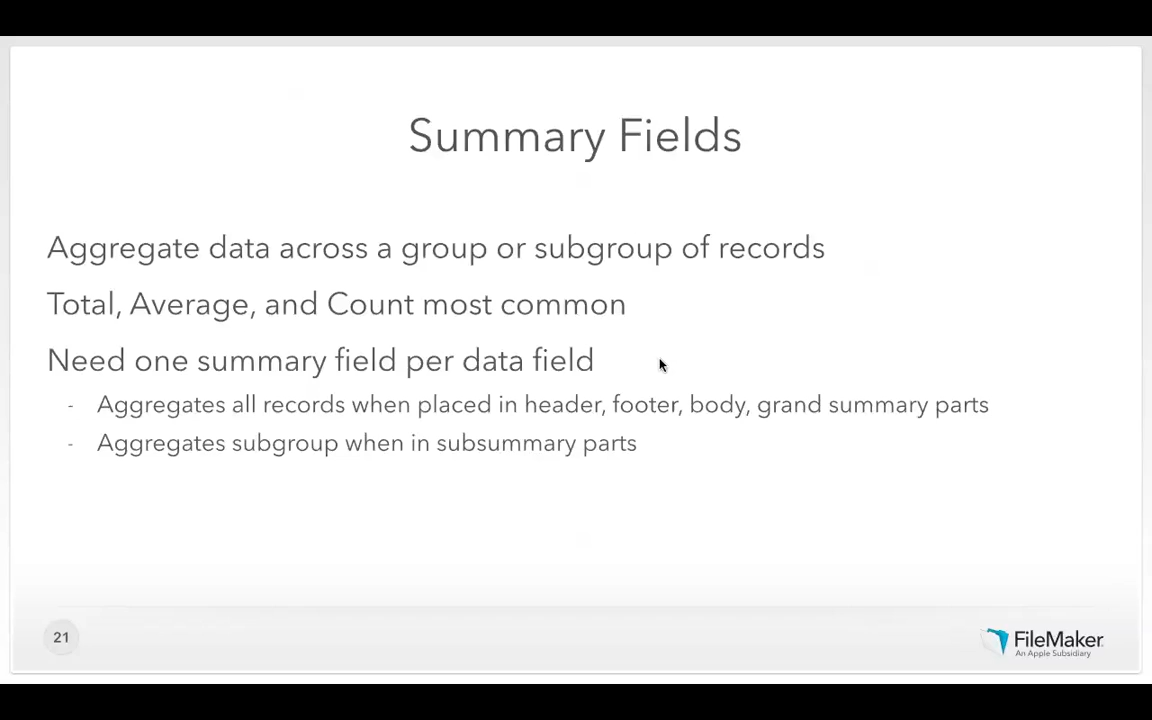 Summary Fields
Aggregate data across a group or subgroup of records
Total, Average, and Count most common
Need one summary field per data field
- Aggregates all records when placed in header, footer, body, grand summary parts
- Aggregates subgroup when in subsummary parts
21
FileMaker
An Apple Subsidiary